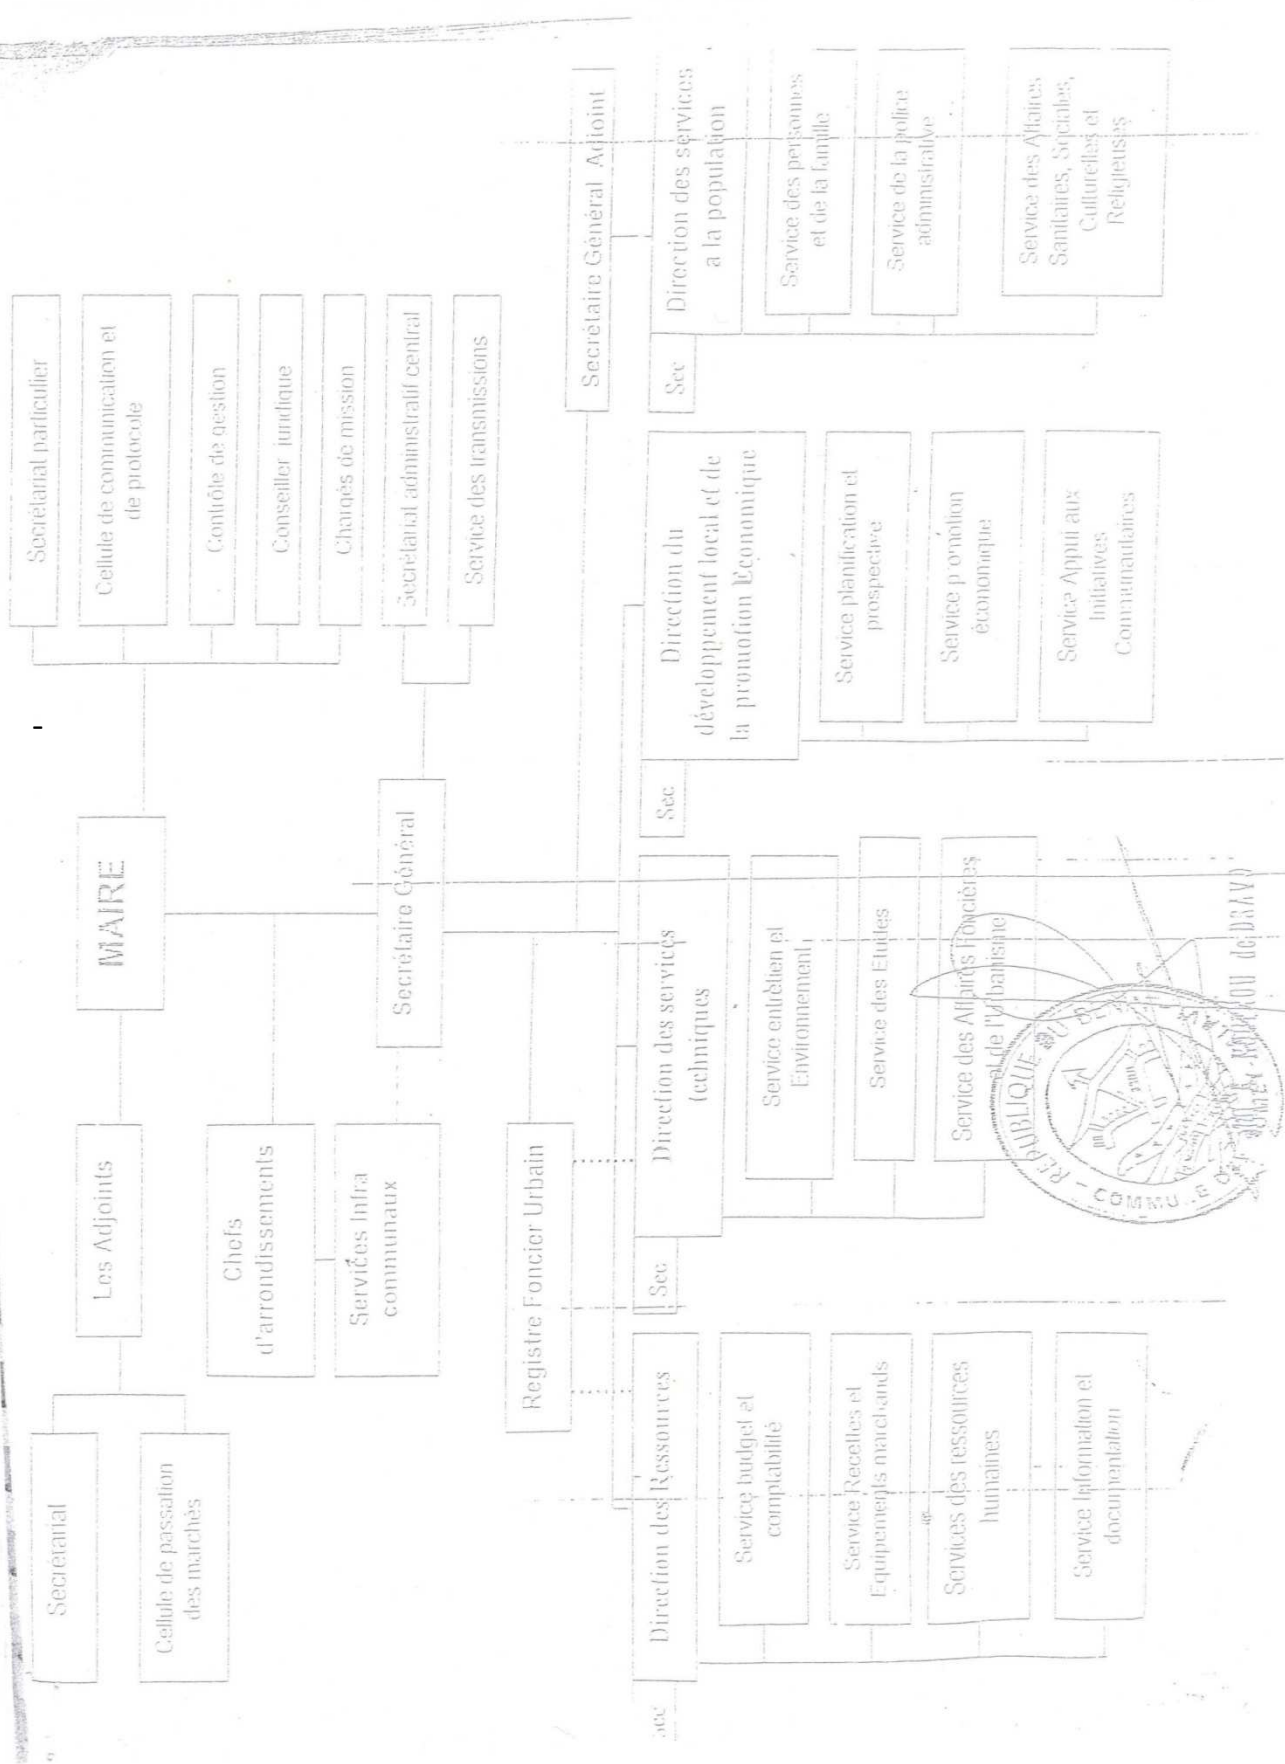 MAIRE
Secrétariat particulier
Cellule de communication et
de protocole
Contrôle de gestion
Conseiller juridique
Chargés de mission
Les Adjoints
Secrétariat
Cellule de passation
des marchés
Chefs
d'arrondissements
Services Infra
communaux
Secrétaire Général
Secrétariat administratif central
Service des transmissions
Registre Foncier Urbain
Secrétaire Général Adjoint
Direction des Ressources
Sec
Service budget et
comptabilité
Service Recettes et
Equipements marchands
Services des ressources
humaines
Service Information et
documentation
Direction des services
techniques
Sec
Service entretien et
Environnement
Service des Etudes
Service des Affaires Foncières
et de l'Urbanisme
Direction du
développement local et de
la promotion Economique
Sec
Service planification et
prospective
Service promotion
économique
Service Appui aux
Initiatives
Communautaires
Direction des services
a la population
Sec
Service des personnes
et de la famille
Service de la police
administrative
Service des Affaires
Sanitaires, Sociales,
Culturelles et
Religieuses
REPUBLIQUE DU BENIN